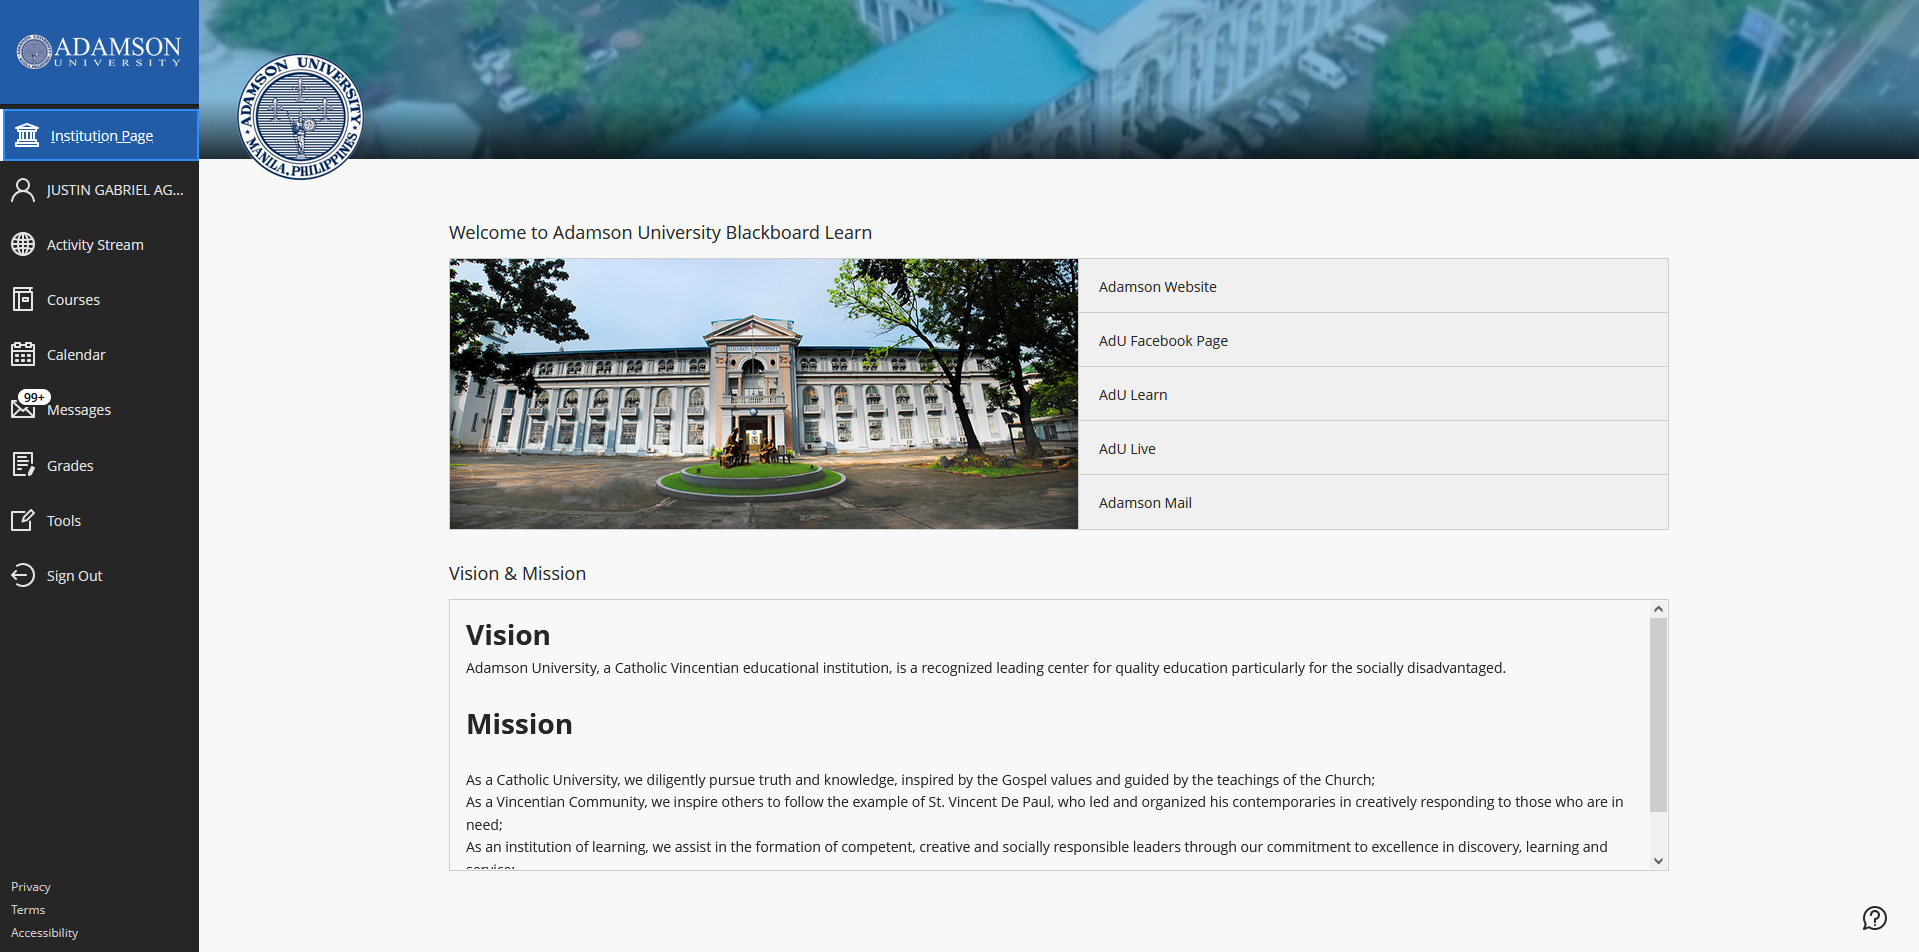 ADAMSON
UNIVERSITY
Institution Page
JUSTIN GABRIEL AG...
Activity Stream
Courses
Calendar
99+
Messages
Grades
Tools
Sign Out
Privacy
Terms
Accessibility
ADAMSON UNIVERSITY
MANILA, PHILIPPINES
Welcome to Adamson University Blackboard Learn
Adamson Website
AdU Facebook Page
AdU Learn
AdU Live
Adamson Mail
Vision & Mission
Vision
Adamson University, a Catholic Vincentian educational institution, is a recognized leading center for quality education particularly for the socially disadvantaged.
Mission
As a Catholic University, we diligently pursue truth and knowledge, inspired by the Gospel values and guided by the teachings of the Church;
As a Vincentian Community, we inspire others to follow the example of St. Vincent De Paul, who led and organized his contemporaries in creatively responding to those who are in
need;
As an institution of learning, we assist in the formation of competent, creative and socially responsible leaders through our commitment to excellence in discovery, learning and
service;